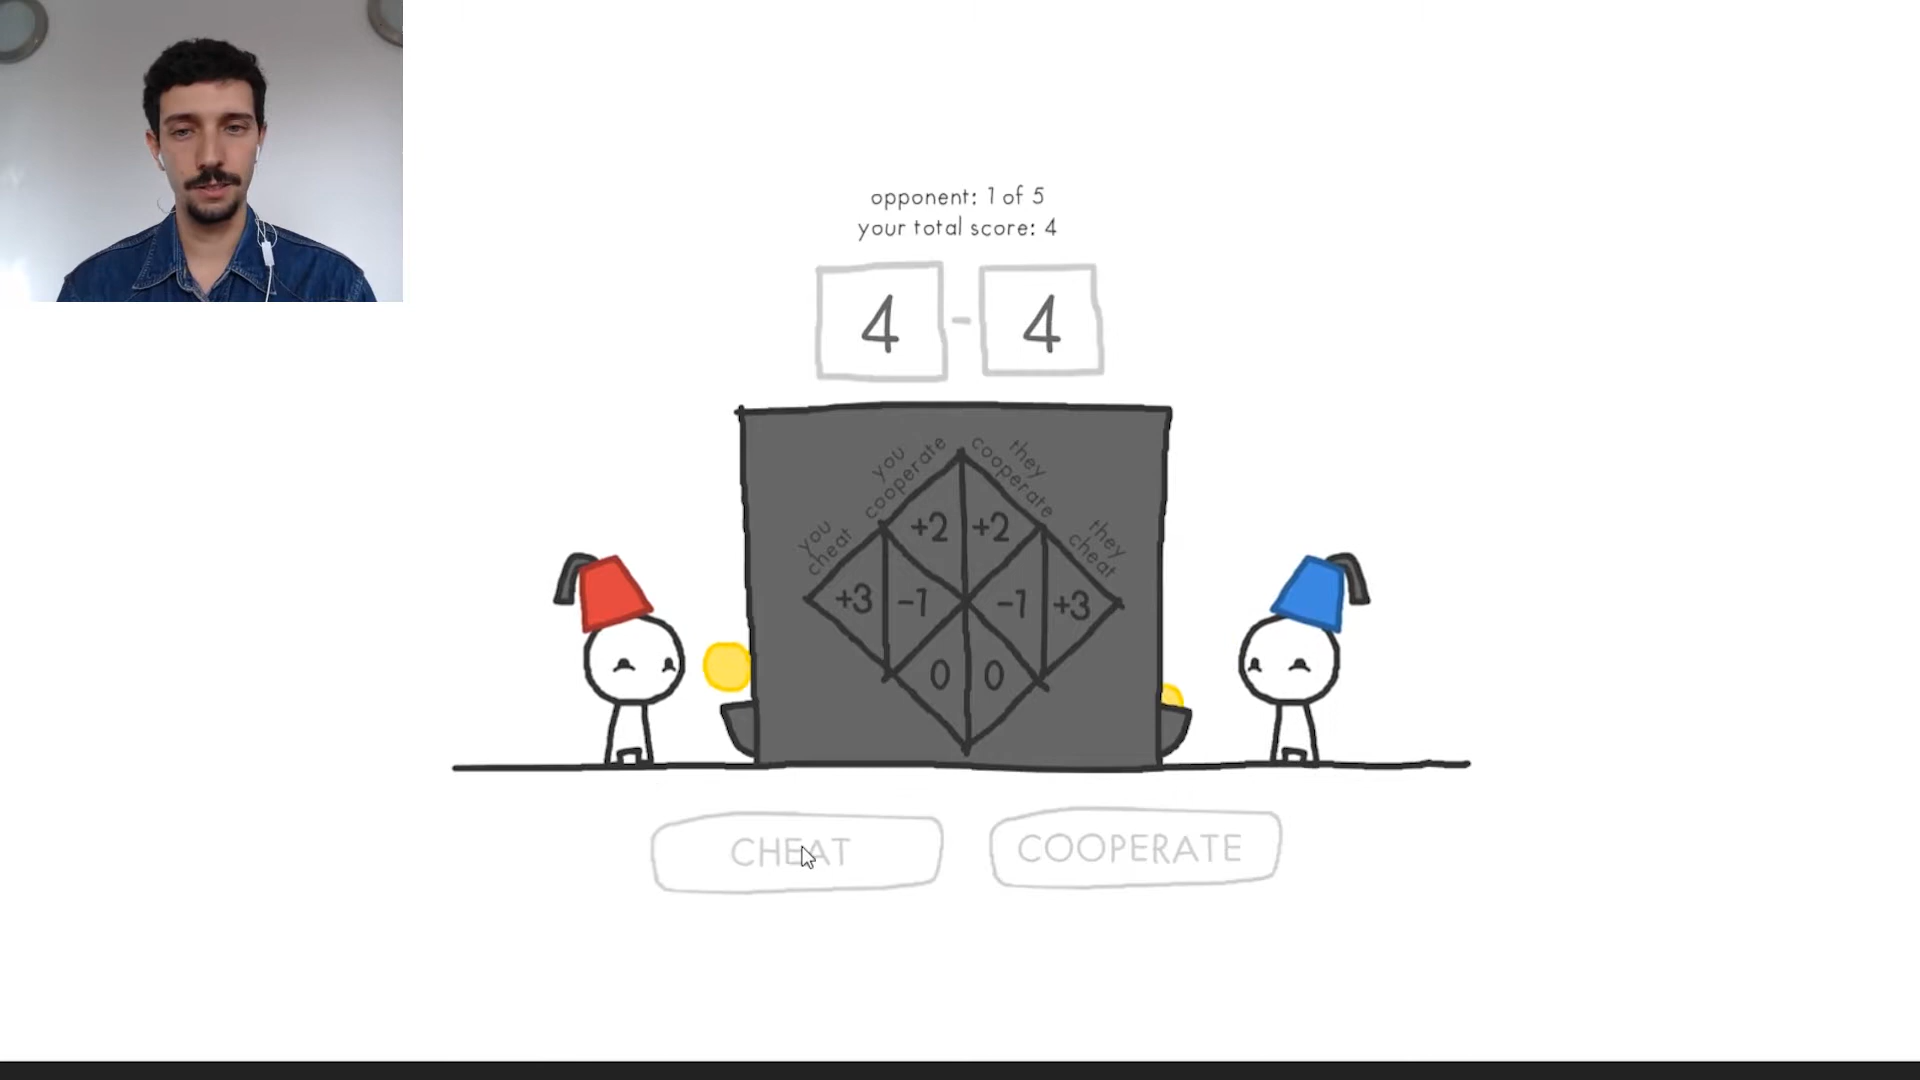 opponent: 1 of 5
your total score: 4
4 - 4
you cooperate
they cooperate
you cheat
they cheat
+2 +2
+3 -1 -1 +3
0 0
CHEAT COOPERATE